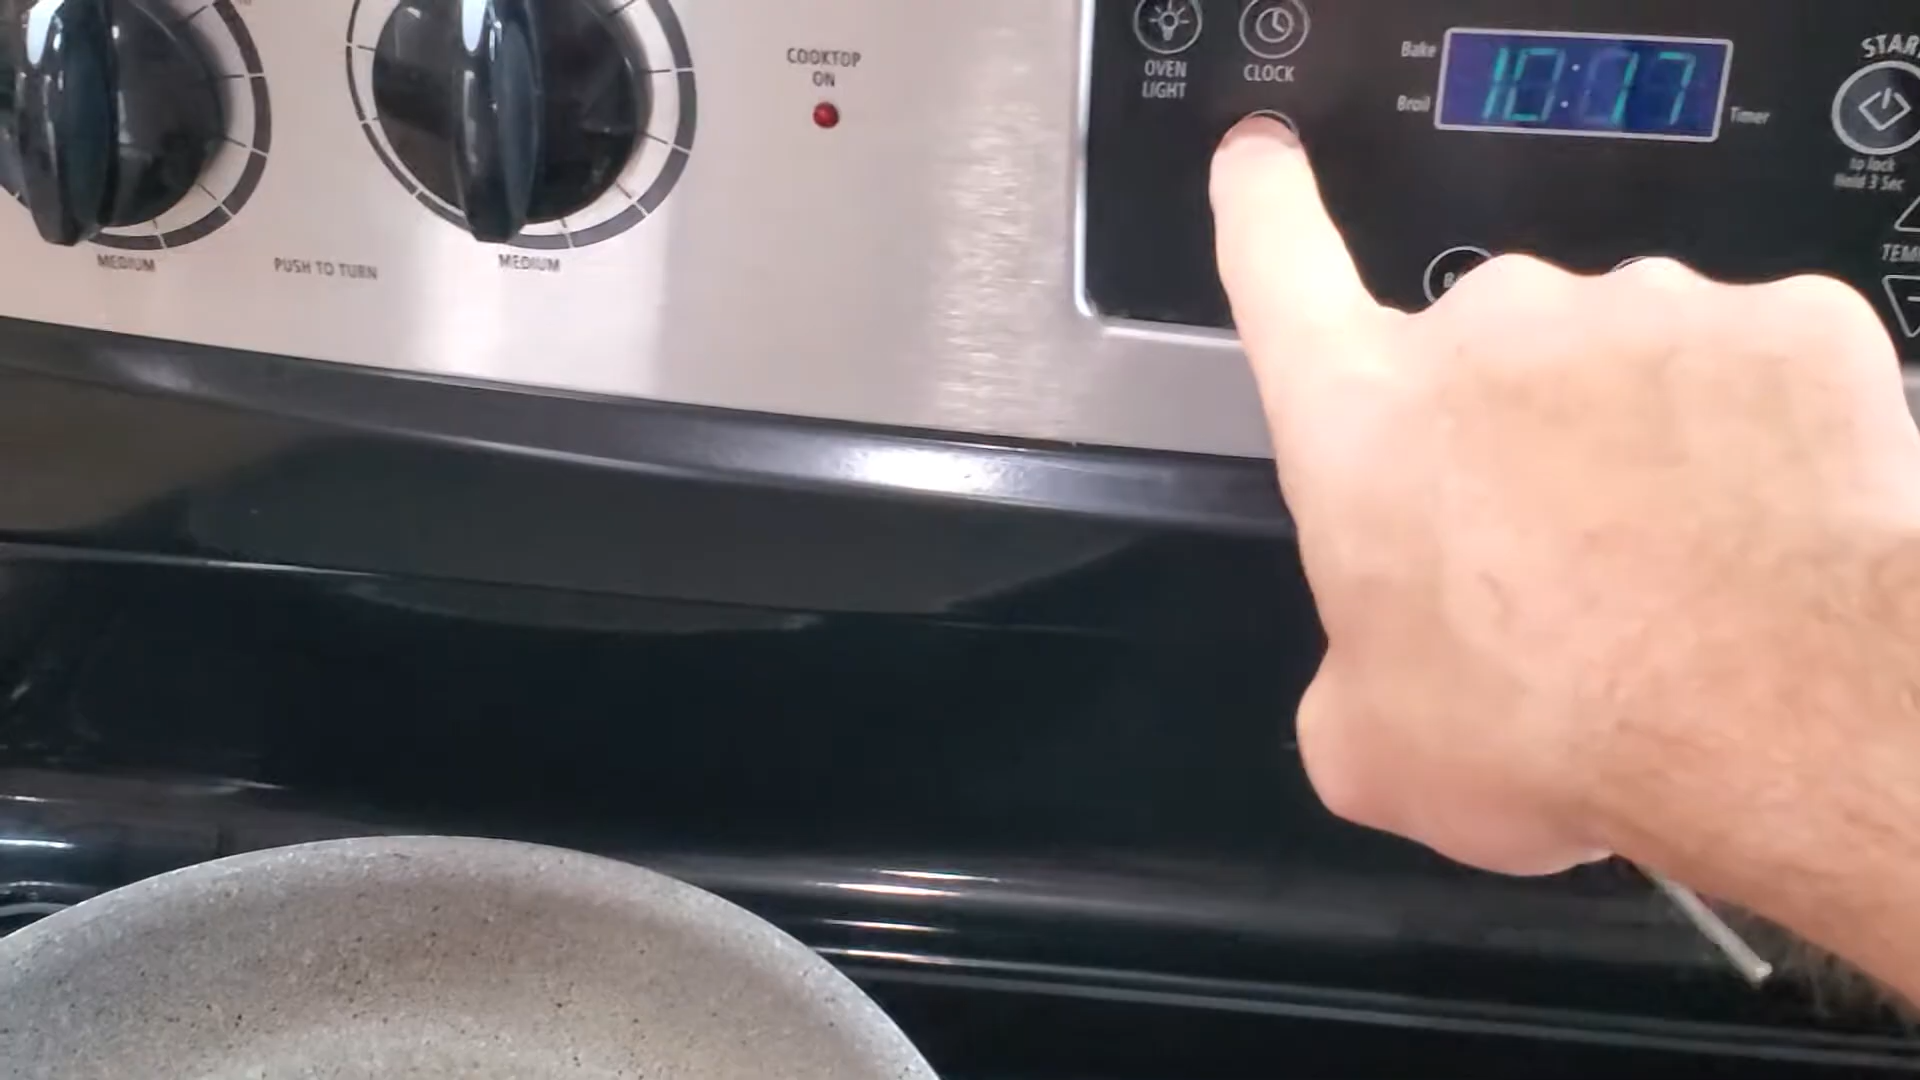 COOKTOP
ON
OVEN
LIGHT
CLOCK
Bake
Broil
10:17
Timer
START
to lock
Hold 3 Sec
MEDIUM
PUSH TO TURN
MEDIUM